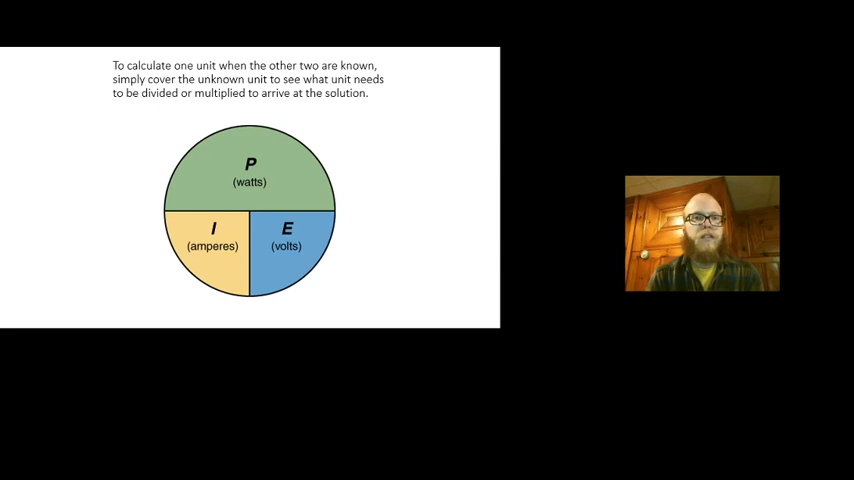 To calculate one unit when the other two are known,
simply cover the unknown unit to see what unit needs
to be divided or multiplied to arrive at the solution.
P
(watts)
I
(amperes)
E
(volts)